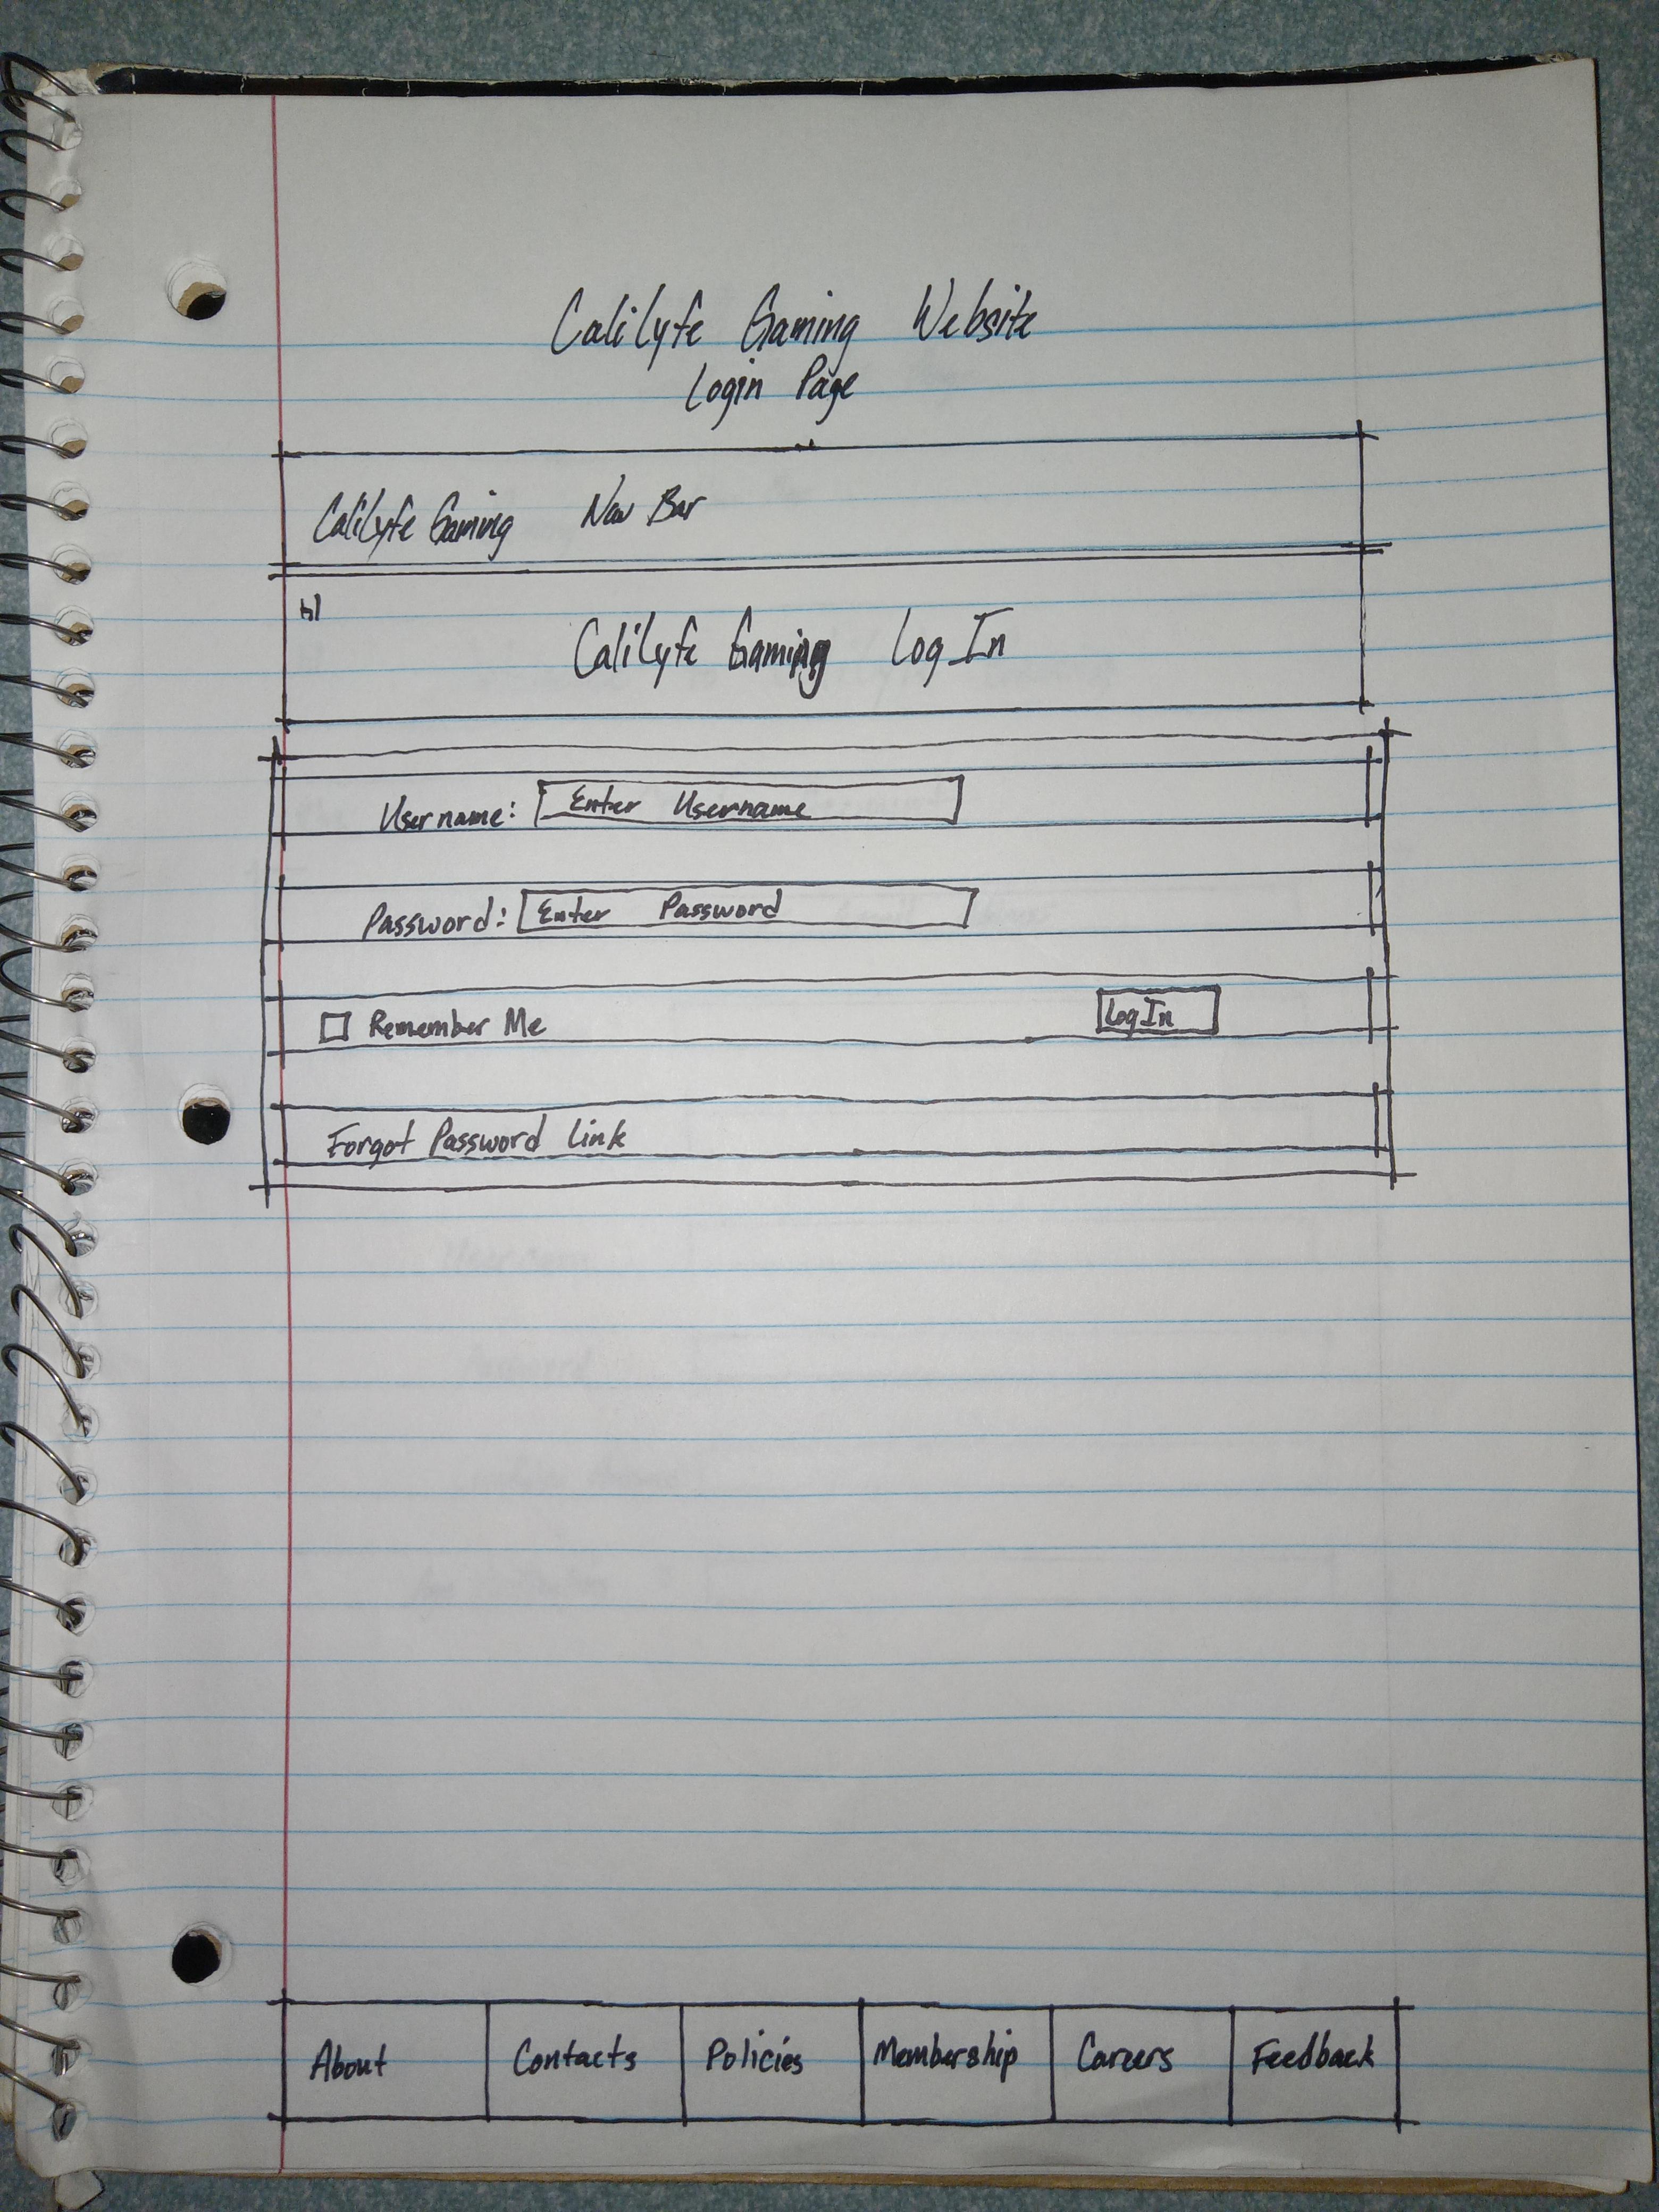 CaliLyfe Gaming Website
Login Page
CaliLyfe Gaming Nav Bar
h1
CaliLyfe Gaming Log In
Username: Enter Username
Password: Enter Password
Remember Me Log In
Forgot Password Link
About Contacts Policies Membership Careers Feedback